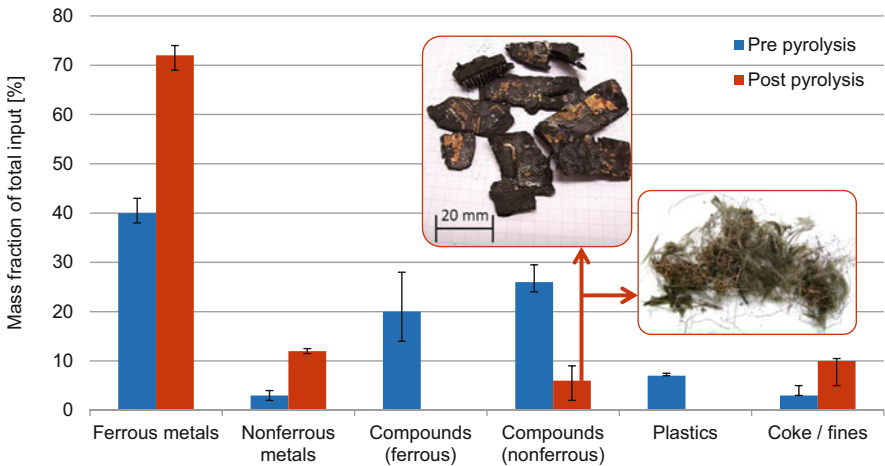 Mass fraction of total input [%]
80
70
60
50
40
30
20
10
0
Pre pyrolysis
Post pyrolysis
20 mm
Ferrous metals
Nonferrous
metals
Compounds
(ferrous)
Compounds
(nonferrous)
Plastics
Coke / fines